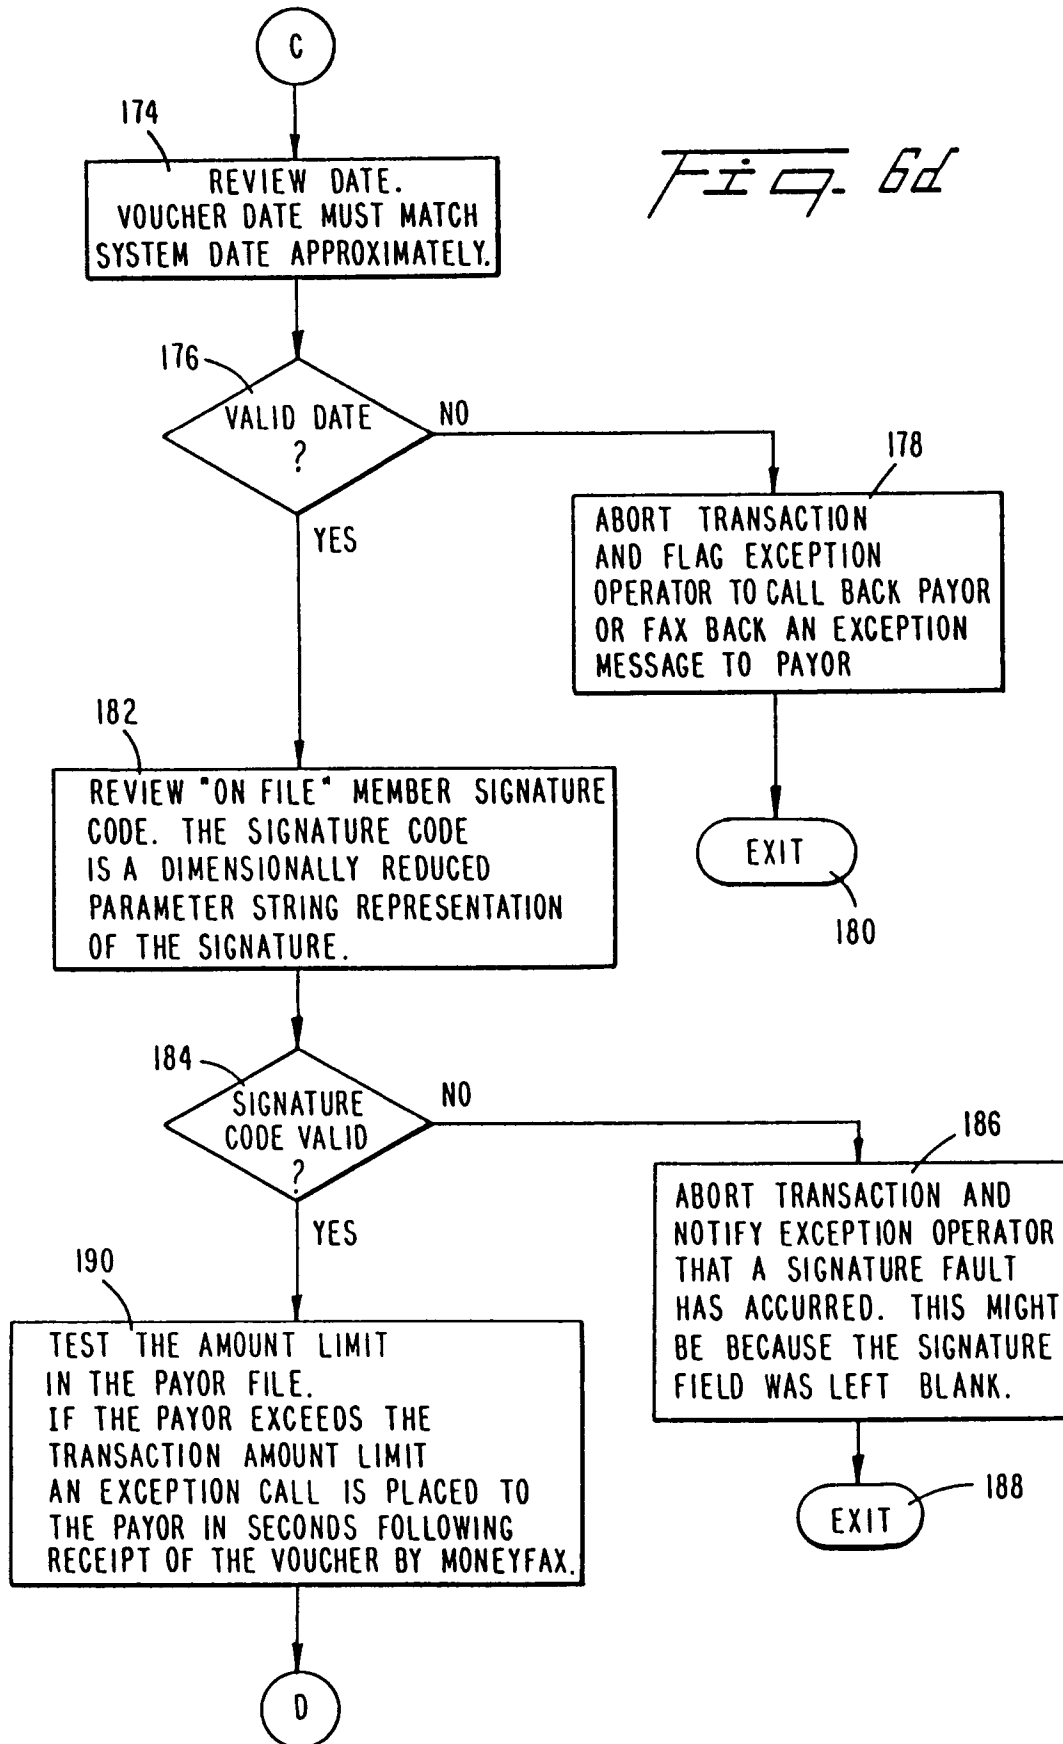 C
174
REVIEW DATE.
VOUCHER DATE MUST MATCH
SYSTEM DATE APPROXIMATELY.
Fig. 6d
176
VALID DATE
?
NO
YES
178
ABORT TRANSACTION
AND FLAG EXCEPTION
OPERATOR TO CALL BACK PAYOR
OR FAX BACK AN EXCEPTION
MESSAGE TO PAYOR
EXIT
180
182
REVIEW "ON FILE" MEMBER SIGNATURE
CODE. THE SIGNATURE CODE
IS A DIMENSIONALLY REDUCED
PARAMETER STRING REPRESENTATION
OF THE SIGNATURE.
184
SIGNATURE
CODE VALID
?
NO
YES
186
ABORT TRANSACTION AND
NOTIFY EXCEPTION OPERATOR
THAT A SIGNATURE FAULT
HAS ACCURRED. THIS MIGHT
BE BECAUSE THE SIGNATURE
FIELD WAS LEFT BLANK.
EXIT
188
190
TEST THE AMOUNT LIMIT
IN THE PAYOR FILE.
IF THE PAYOR EXCEEDS THE
TRANSACTION AMOUNT LIMIT
AN EXCEPTION CALL IS PLACED TO
THE PAYOR IN SECONDS FOLLOWING
RECEIPT OF THE VOUCHER BY MONEYFAX.
D